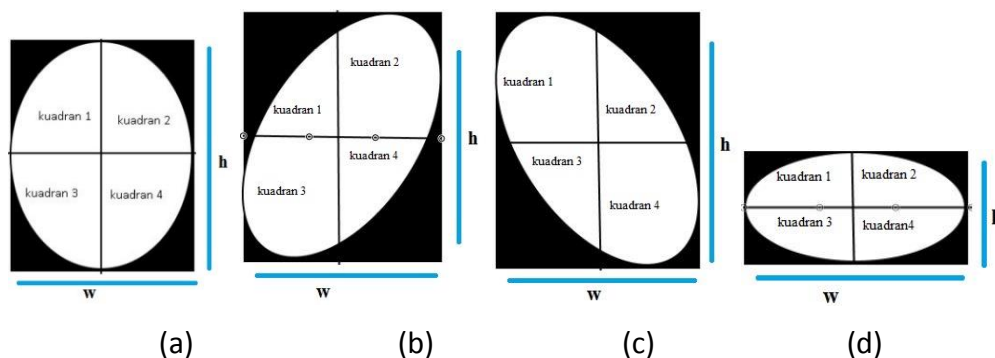 kuadran 1
kuadran 2
kuadran 3
kuadran 4
h
w
(a)
kuadran 2
kuadran 1
kuadran 4
kuadran 3
h
w
(b)
kuadran 1
kuadran 2
kuadran 3
kuadran 4
h
w
(c)
kuadran 1
kuadran 2
kuadran 3
kuadran4
w
(d)